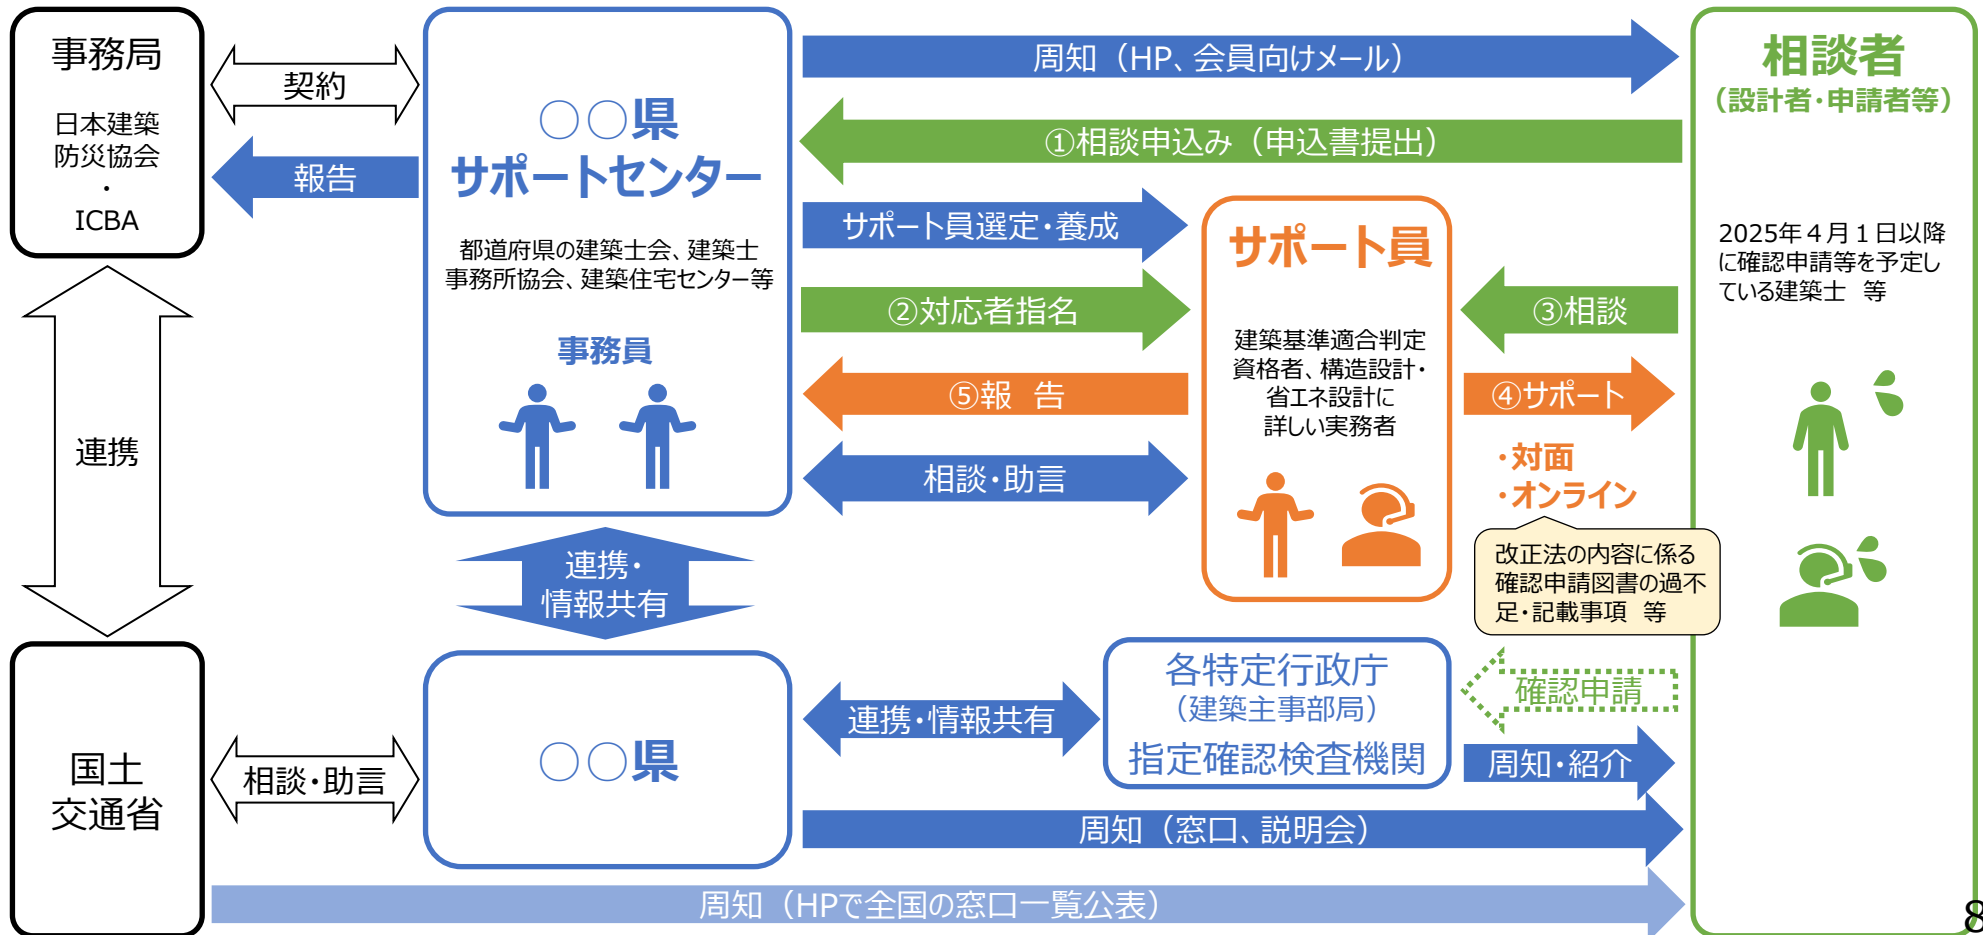 事務局
日本建築
防災協会
・
ICBA
契約
報告
○○県
サポートセンター
都道府県の建築士会、建築士
事務所協会、建築住宅センター等
事務員
周知（HP、会員向けメール）
①相談申込み（申込書提出）
サポート員選定・養成
②対応者指名
⑤報　告
相談・助言
サポート員
建築基準適合判定
資格者、構造設計・
省エネ設計に
詳しい実務者
③相談
④サポート
・対面
・オンライン
改正法の内容に係る
確認申請図書の過不
足・記載事項　等
相談者
（設計者・申請者等）
2025年４月１日以降
に確認申請等を予定し
ている建築士　等
連携
連携・
情報共有
国土
交通省
相談・助言
○○県
連携・情報共有
各特定行政庁
（建築主事部局）
指定確認検査機関
確認申請
周知・紹介
周知（窓口、説明会）
周知（HPで全国の窓口一覧公表）
8